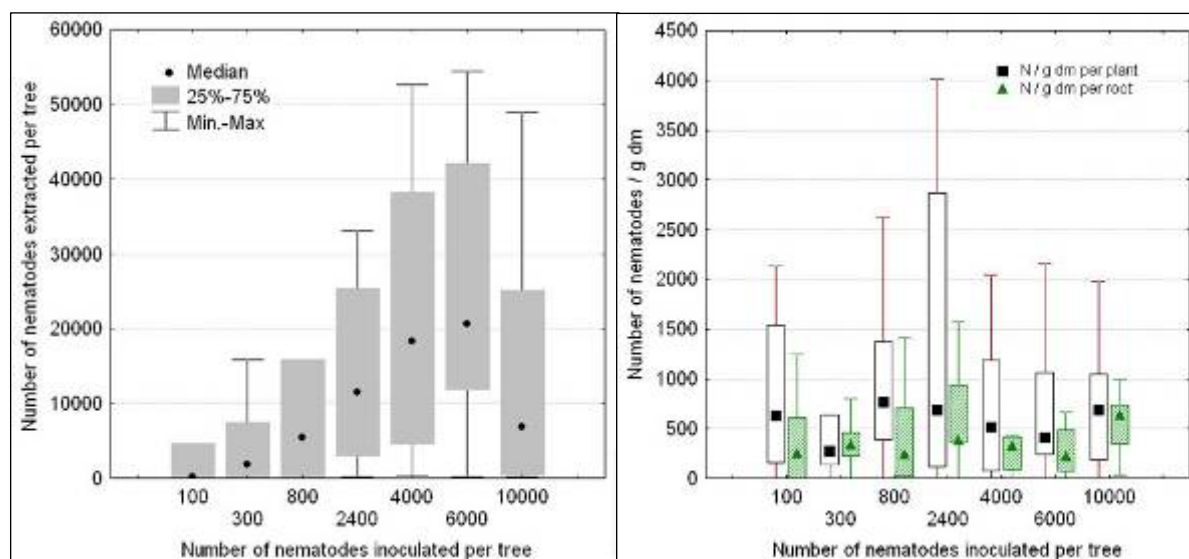 60000
50000
40000
30000
20000
10000
0
Number of nematodes extracted per tree
Median
25%-75%
Min.-Max
100 800 4000 10000
300 2400 6000
Number of nematodes inoculated per tree
4500
4000
3500
3000
2500
2000
1500
1000
500
0
Number of nematodes / g dm
N / g dm per plant
N / g dm per root
100 800 4000 10000
300 2400 6000
Number of nematodes inoculated per tree